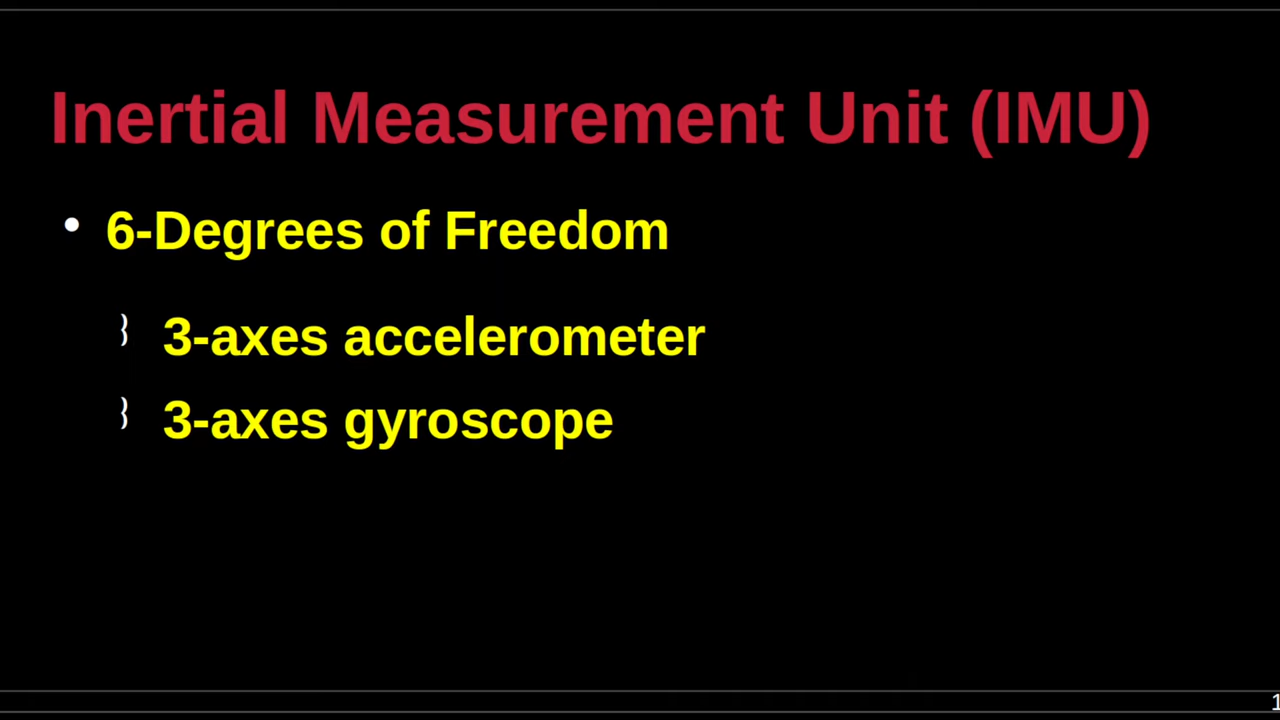 Inertial Measurement Unit (IMU)
• 6-Degrees of Freedom
⦚ 3-axes accelerometer
⦚ 3-axes gyroscope